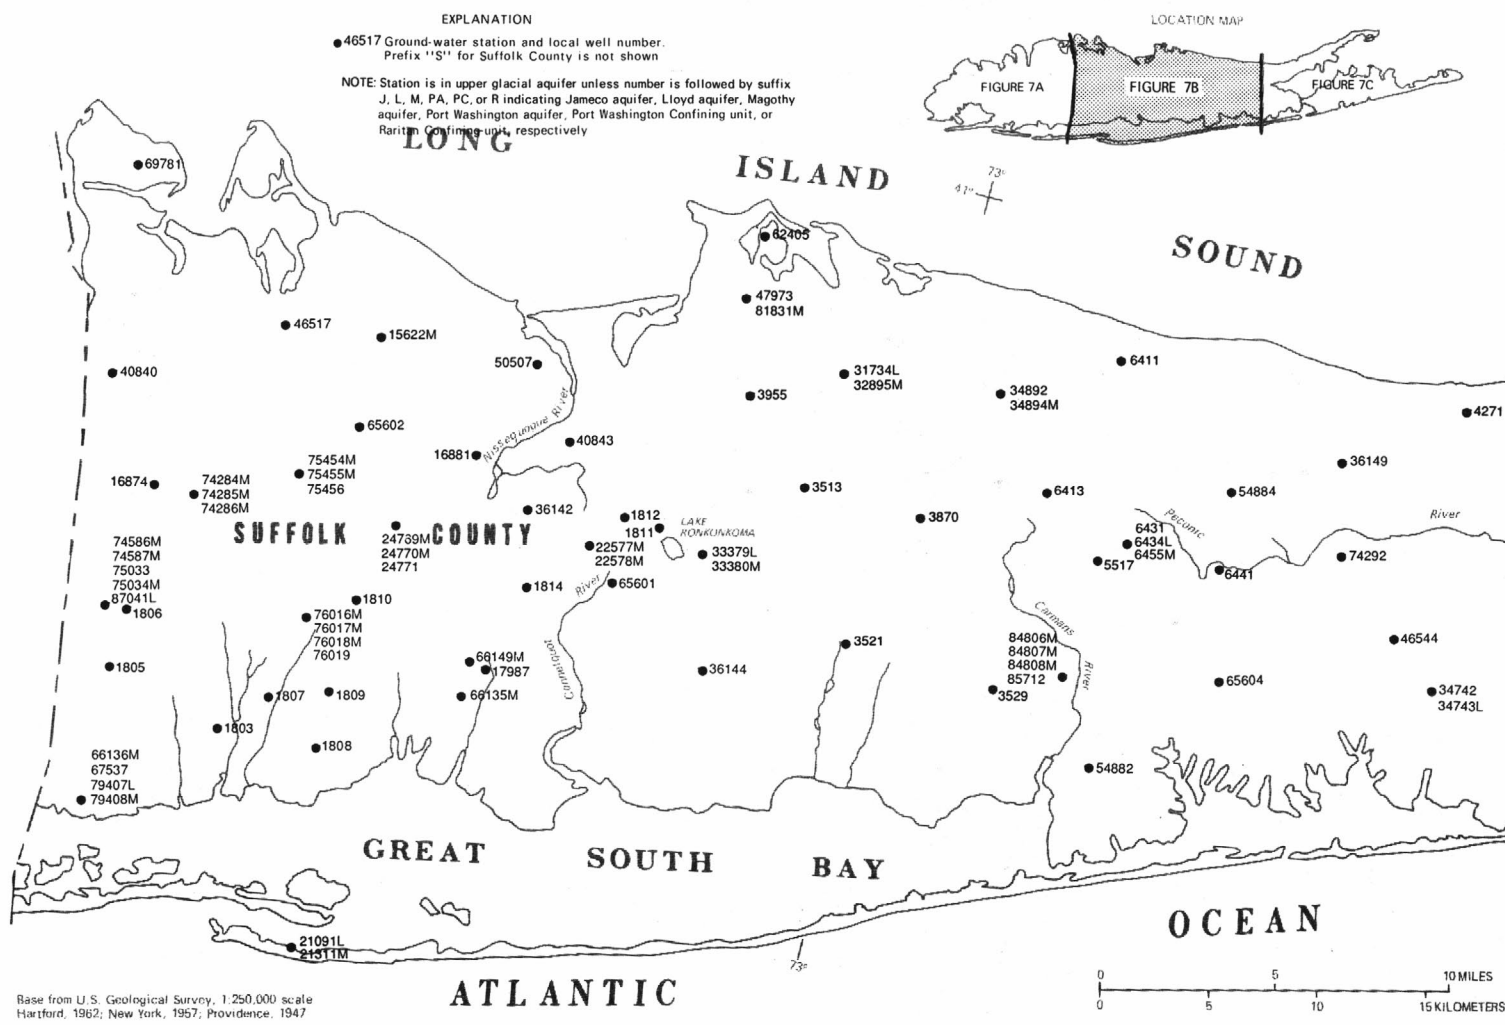 EXPLANATION
46517 Ground-water station and local well number.
Prefix "S" for Suffolk County is not shown
NOTE: Station is in upper glacial aquifer unless number is followed by suffix
J, L, M, PA, PC, or R indicating Jameco aquifer, Lloyd aquifer, Magothy
aquifer, Port Washington aquifer, Port Washington Confining unit, or
Raritan Confining unit, respectively
LOCATION MAP
FIGURE 7A
FIGURE 7B
FIGURE 7C
LONG
ISLAND
SOUND
73°
41°
69781
62405
47973
81831M
46517
15622M
50507
40840
3955
31734L
32895M
34892
34894M
6411
4271
65602
Nissequogue River
16881
40843
36149
16874
74284M
74285M
74286M
75454M
75455M
75456
3513
6413
54884
36142
1812
1811
LAKE
RONKONKOMA
3870
Peconic
River
SUFFOLK COUNTY
24769M
24770M
24771
22577M
22578M
33379L
33380M
6431
6434L
6455M
5517
6441
74292
74586M
74587M
75033
75034M
87041L
1806
1814
River
65601
1810
76016M
76017M
76018M
76019
Connetquot
Carmans
River
3521
84806M
84807M
84808M
85712
46544
1805
66149M
17987
66135M
36144
3529
65604
34742
34743L
1807
1809
1803
1808
66136M
67537
79407L
79408M
54882
GREAT SOUTH BAY
21091L
21311M
73°
OCEAN
ATLANTIC
0 5 10 MILES
0 5 10 15 KILOMETERS
Base from U.S. Geological Survey, 1:250,000 scale
Hartford, 1962; New York, 1957; Providence, 1947